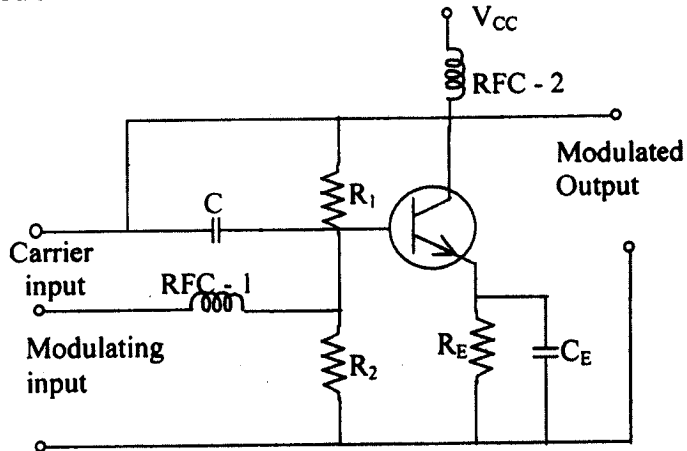 V_CC
RFC - 2
Modulated
Output
R_1
C
Carrier
input
RFC - 1
Modulating
input
R_2
R_E
C_E